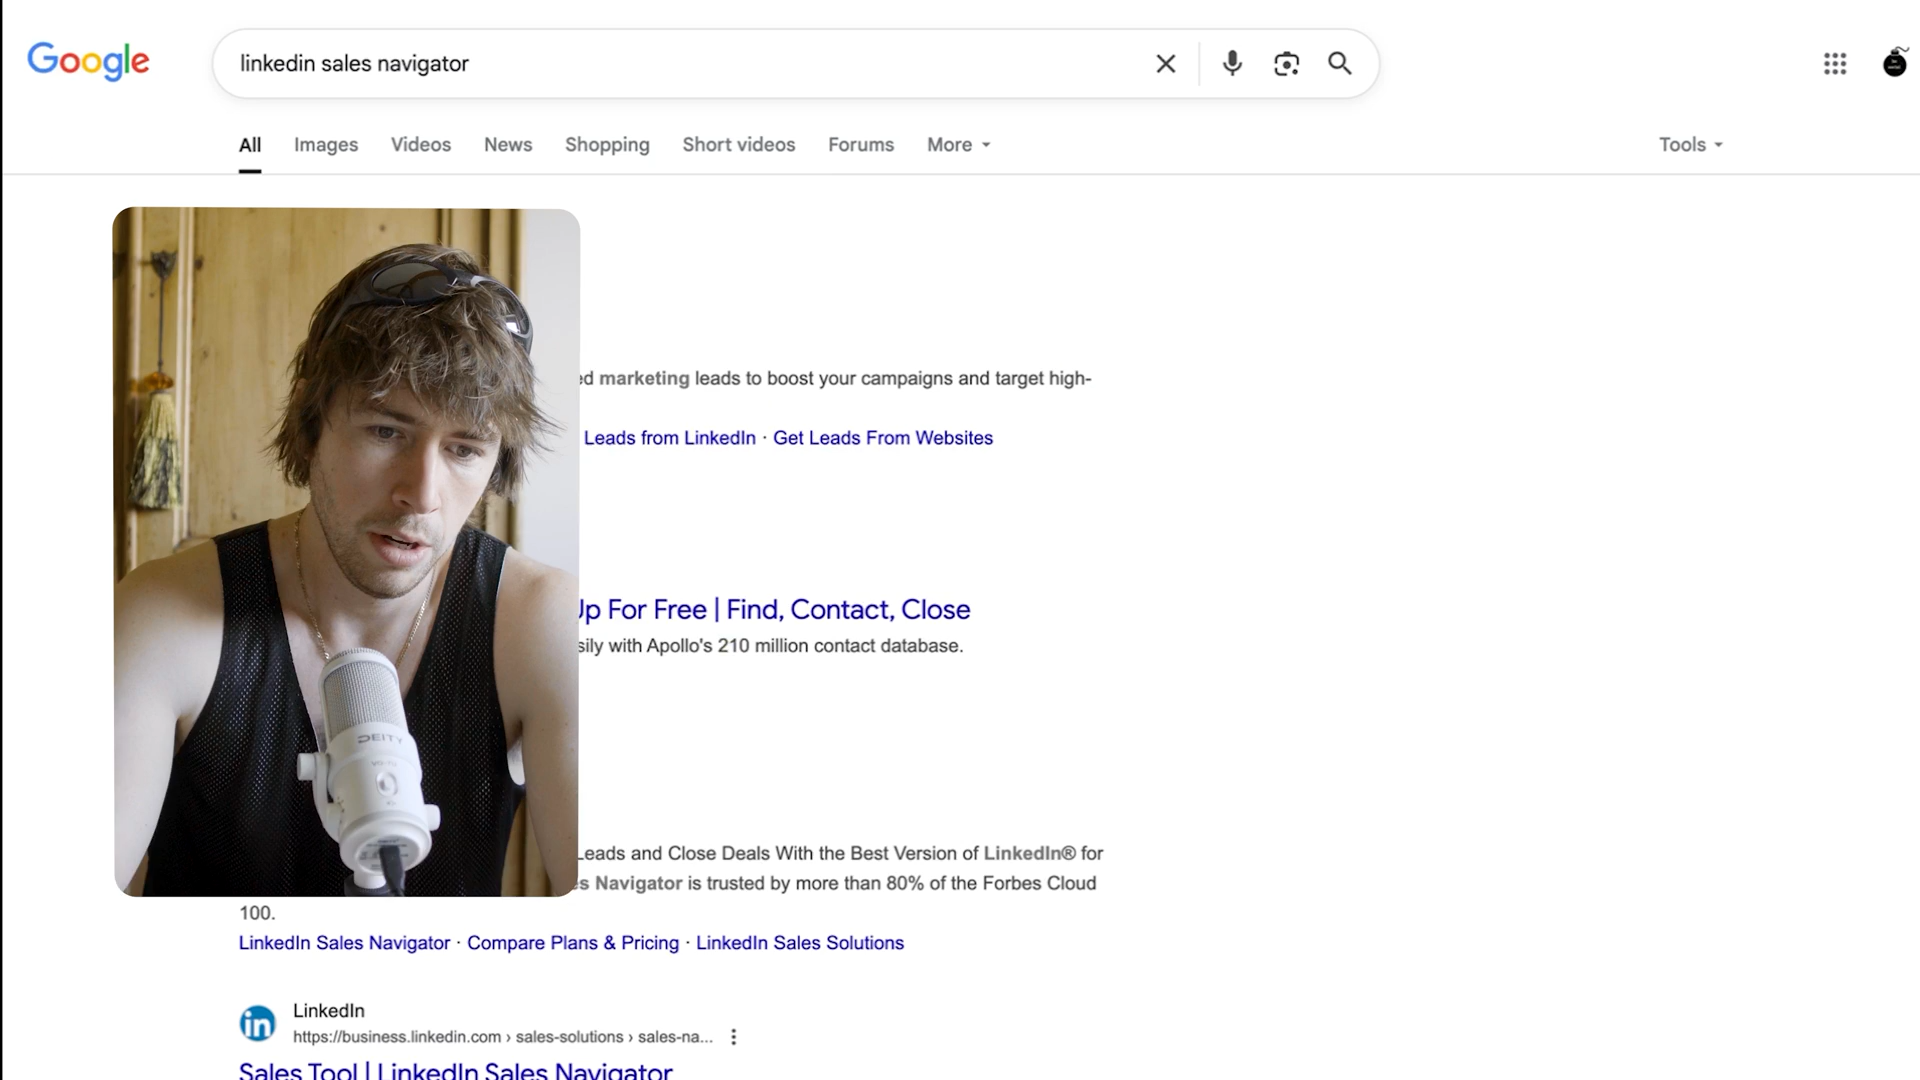 Google
linkedin sales navigator
All Images Videos News Shopping Short videos Forums More Tools
ed marketing leads to boost your campaigns and target high-
Leads from LinkedIn · Get Leads From Websites
Up For Free | Find, Contact, Close
sily with Apollo's 210 million contact database.
DEITY
Leads and Close Deals With the Best Version of LinkedIn® for
es Navigator is trusted by more than 80% of the Forbes Cloud
100.
LinkedIn Sales Navigator · Compare Plans & Pricing · LinkedIn Sales Solutions
in
LinkedIn
https://business.linkedin.com › sales-solutions › sales-na...
Sales Tool | LinkedIn Sales Navigator